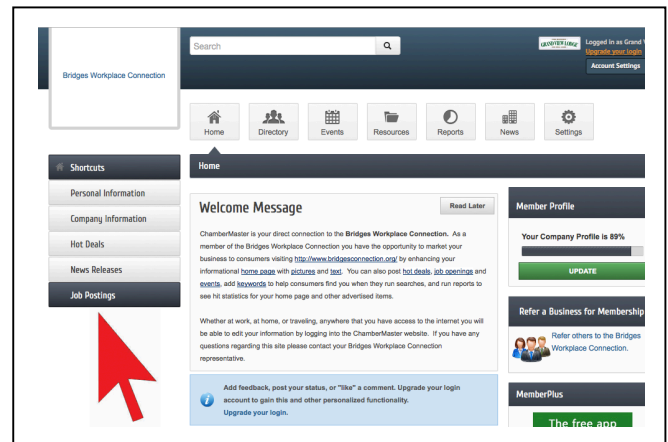 Search
GRAND VIEW LODGE
Logged in as Grand
Upgrade your login
Account Settings
Bridges Workplace Connection
Home
Directory
Events
Resources
Reports
News
Settings
Shortcuts
Personal Information
Company Information
Hot Deals
News Releases
Job Postings
Home
Welcome Message
Read Later
ChamberMaster is your direct connection to the Bridges Workplace Connection. As a
member of the Bridges Workplace Connection you have the opportunity to market your
business to consumers visiting http://www.bridgesconnection.org/ by enhancing your
informational home page with pictures and text. You can also post hot deals, job openings and
events, add keywords to help consumers find you when they run searches, and run reports to
see hit statistics for your home page and other advertised items.
Whether at work, at home, or traveling, anywhere that you have access to the internet you will
be able to edit your information by logging into the ChamberMaster website. If you have any
questions regarding this site please contact your Bridges Workplace Connection
representative.
Add feedback, post your status, or "like" a comment. Upgrade your login
account to gain this and other personalized functionality.
Upgrade your login.
Member Profile
Your Company Profile is 89%
UPDATE
Refer a Business for Membership
Refer others to the Bridges
Workplace Connection.
MemberPlus
The free app